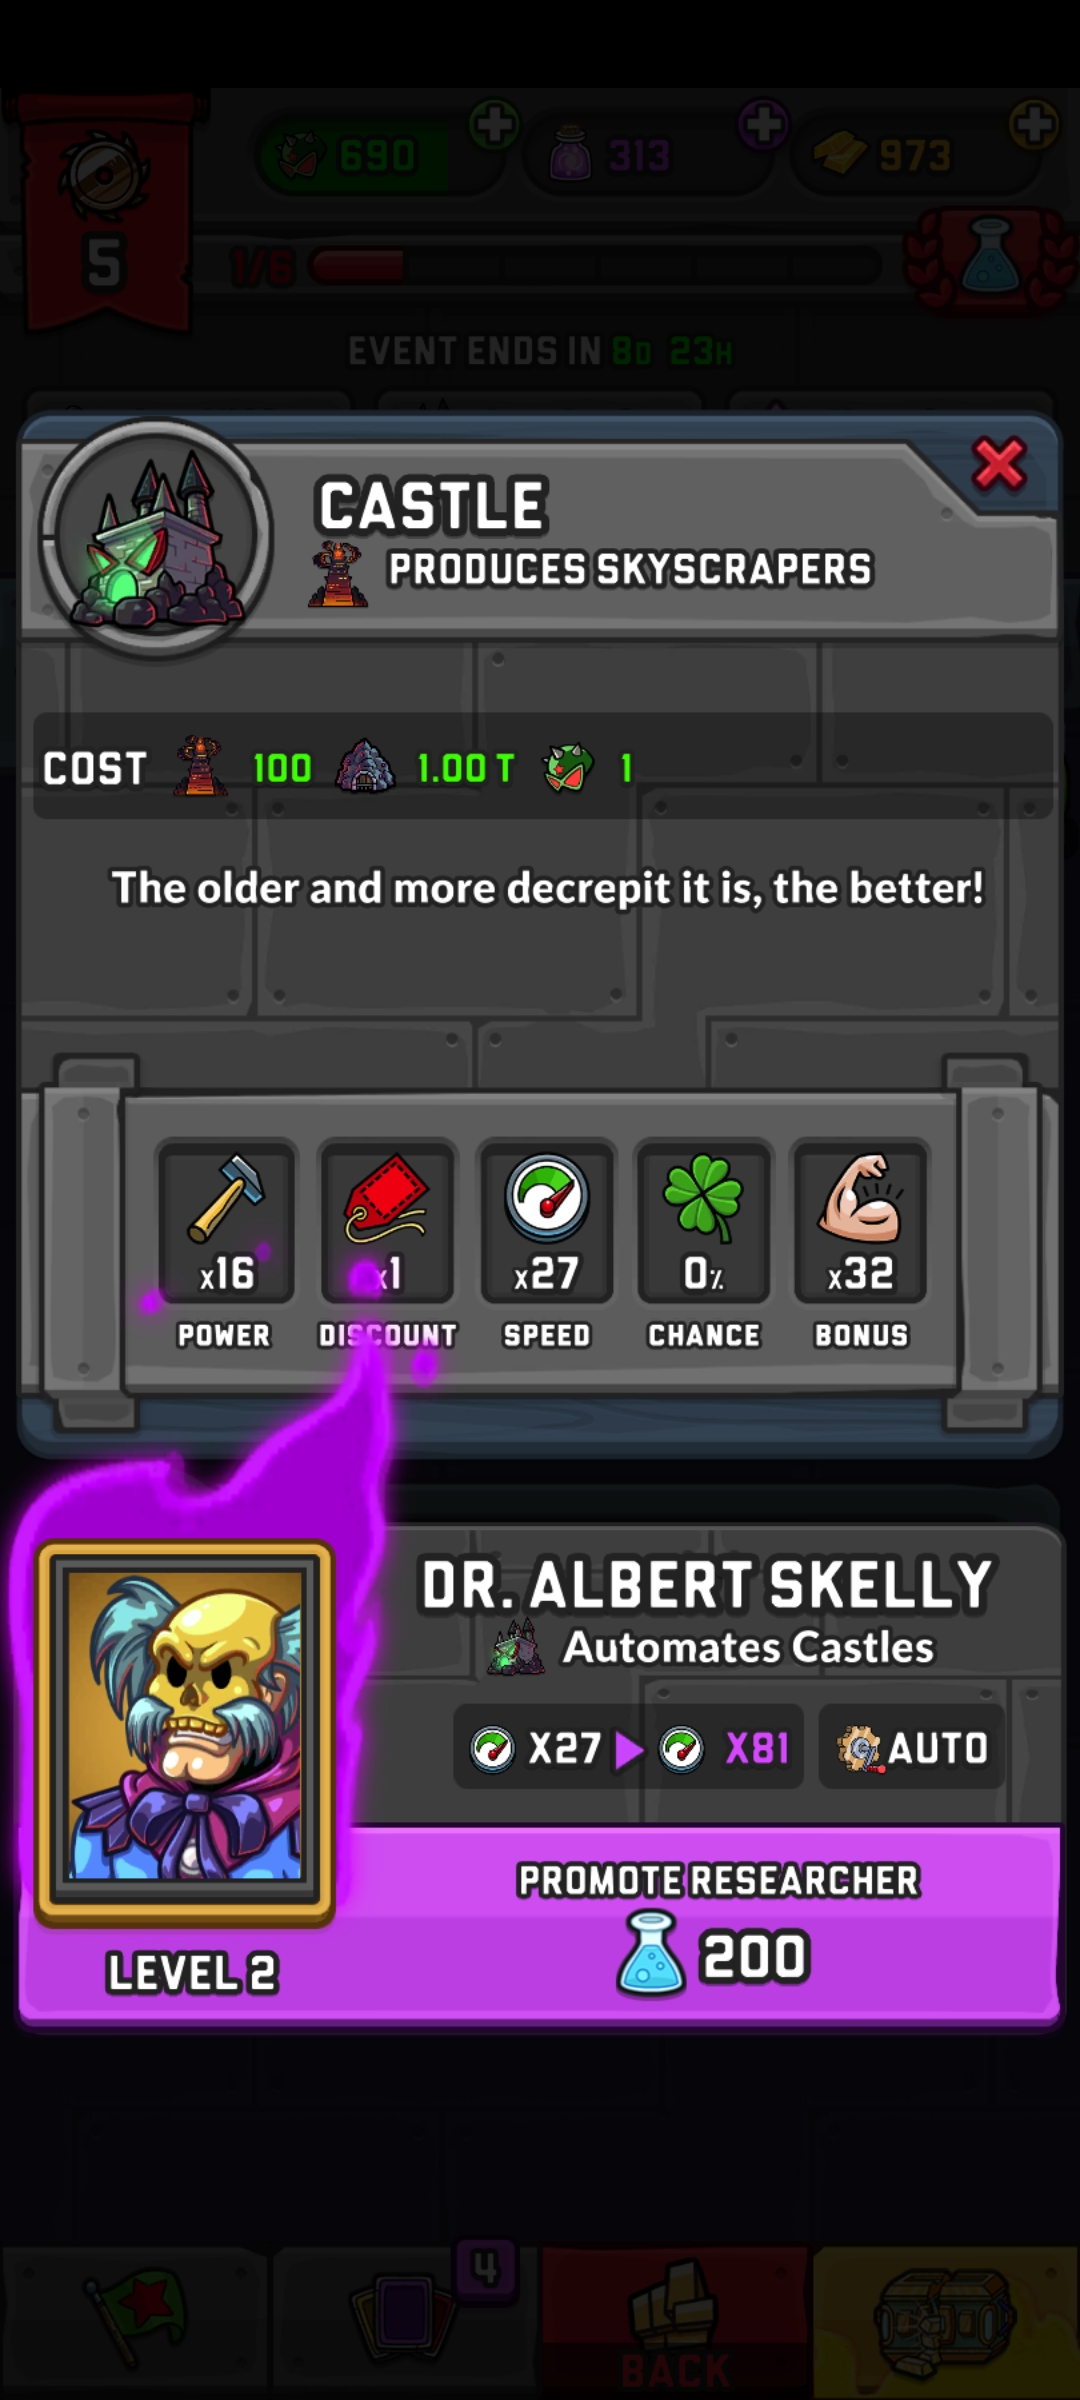 690
313
973
5
1/6
EVENT ENDS IN 8D 23H
CASTLE
PRODUCES SKYSCRAPERS
COST 100 1.00 T 1
The older and more decrepit it is, the better!
x16 x1 x27 0% x32
POWER DISCOUNT SPEED CHANCE BONUS
DR. ALBERT SKELLY
Automates Castles
X27 X81 AUTO
PROMOTE RESEARCHER
200
LEVEL 2
4
BACK